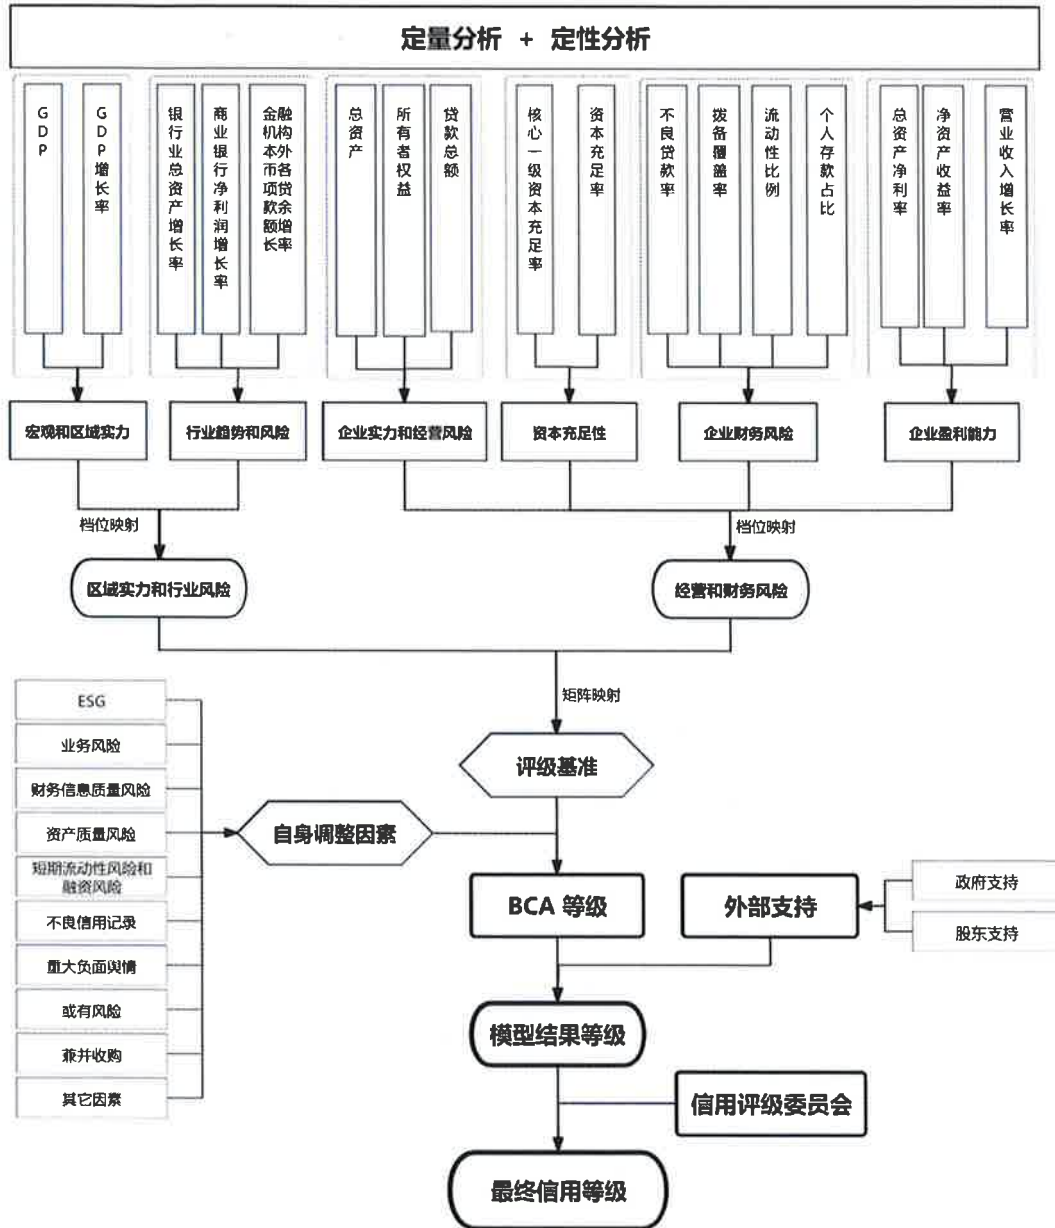 定量分析 + 定性分析
GDP
GDP增长率
银行业总资产增长率
商业银行净利润增长率
金融机构本外币各项贷款余额增长率
总资产
所有者权益
贷款总额
核心一级资本充足率
资本充足率
不良贷款率
拨备覆盖率
流动性比例
个人存款占比
总资产净利率
净资产收益率
营业收入增长率
宏观和区域实力
行业趋势和风险
企业实力和经营风险
资本充足性
企业财务风险
企业盈利能力
档位映射
档位映射
区域实力和行业风险
经营和财务风险
矩阵映射
ESG
业务风险
财务信息质量风险
资产质量风险
短期流动性风险和
融资风险
不良信用记录
重大负面舆情
或有风险
兼并收购
其它因素
自身调整因素
评级基准
BCA 等级
外部支持
政府支持
股东支持
模型结果等级
信用评级委员会
最终信用等级